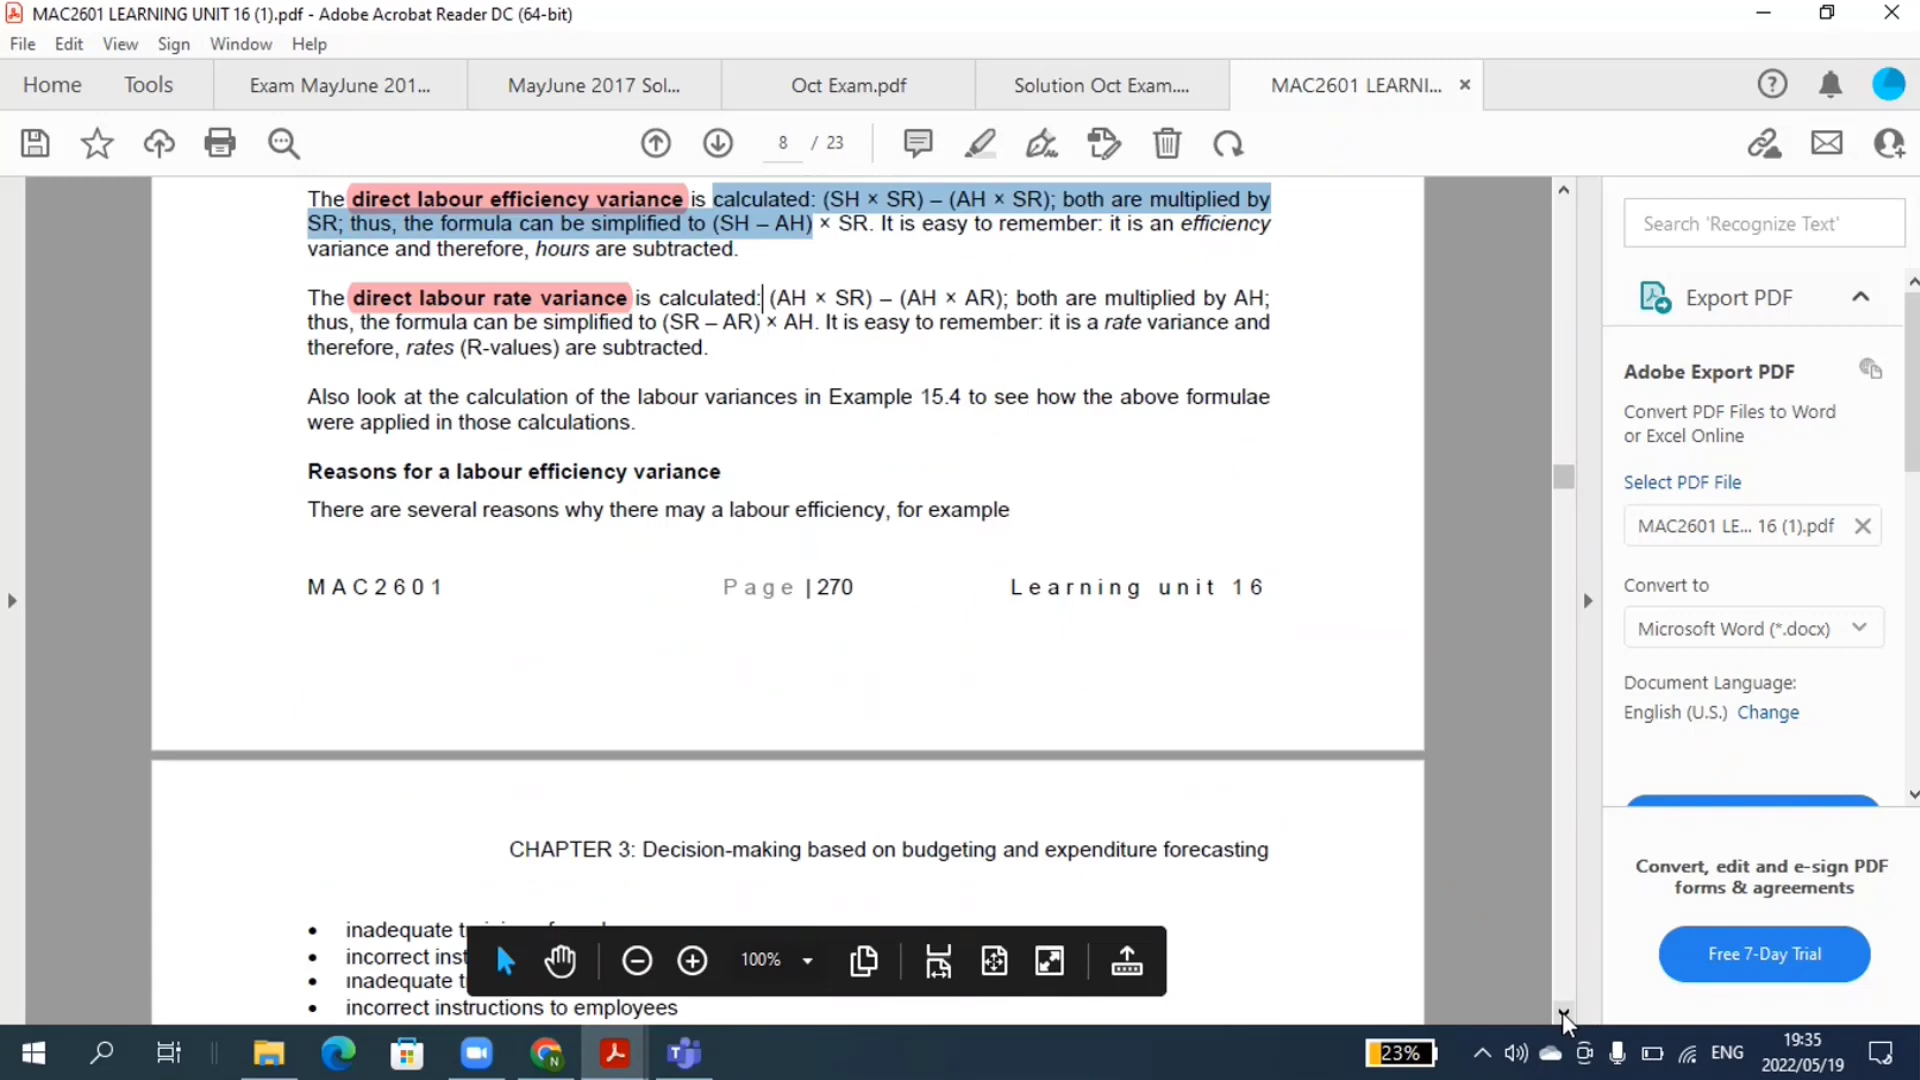 MAC2601 LEARNING UNIT 16 (1).pdf - Adobe Acrobat Reader DC (64-bit)
File Edit View Sign Window Help
Home Tools Exam MayJune 201... MayJune 2017 Sol... Oct Exam.pdf Solution Oct Exam.... MAC2601 LEARNI...
8 / 23
The direct labour efficiency variance is calculated: (SH × SR) – (AH × SR); both are multiplied by
SR; thus, the formula can be simplified to (SH – AH) × SR. It is easy to remember: it is an efficiency
variance and therefore, hours are subtracted.
The direct labour rate variance is calculated: (AH × SR) – (AH × AR); both are multiplied by AH;
thus, the formula can be simplified to (SR – AR) × AH. It is easy to remember: it is a rate variance and
therefore, rates (R-values) are subtracted.
Also look at the calculation of the labour variances in Example 15.4 to see how the above formulae
were applied in those calculations.
Reasons for a labour efficiency variance
There are several reasons why there may a labour efficiency, for example
MAC2601 Page | 270 Learning unit 16
CHAPTER 3: Decision-making based on budgeting and expenditure forecasting
• inadequate
• incorrect
• inadequate
• incorrect instructions to employees
100%
Search 'Recognize Text'
Export PDF
Adobe Export PDF
Convert PDF Files to Word
or Excel Online
Select PDF File
MAC2601 LE... 16 (1).pdf
Convert to
Microsoft Word (*.docx)
Document Language:
English (U.S.) Change
Convert, edit and e-sign PDF
forms & agreements
Free 7-Day Trial
23% ENG
19:35
2022/05/19